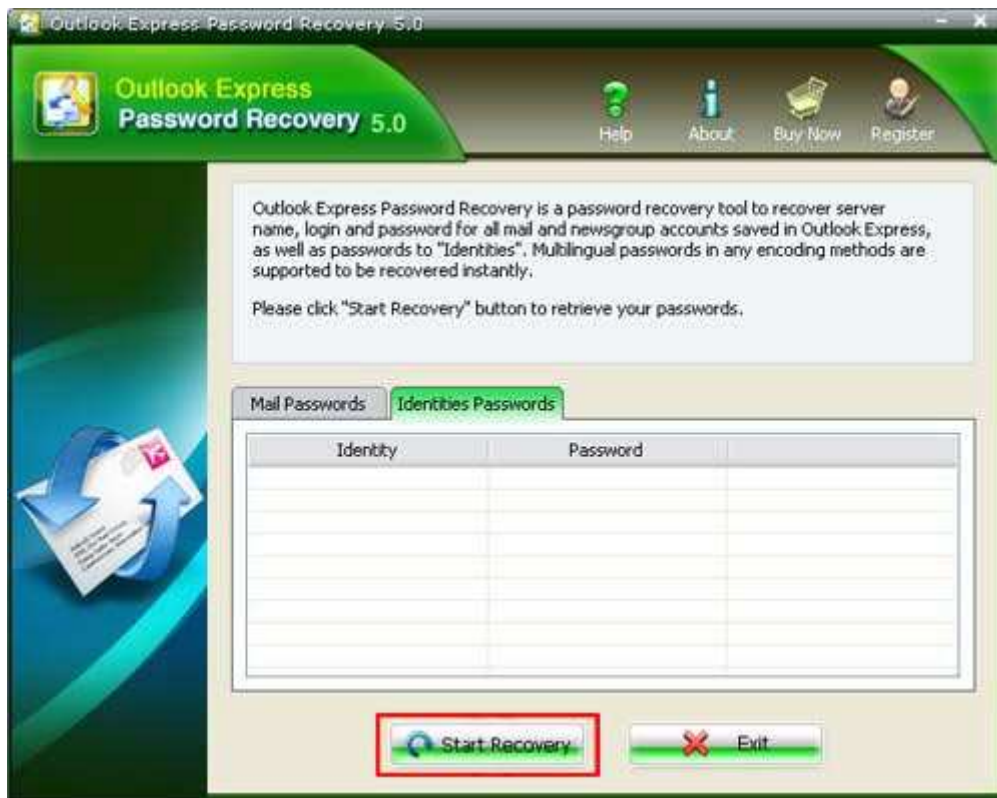 Outlook Express Password Recovery 5.0
Outlook Express
Password Recovery 5.0
Help
About
Buy Now
Register
Outlook Express Password Recovery is a password recovery tool to recover server
name, login and password for all mail and newsgroup accounts saved in Outlook Express,
as well as passwords to "Identities". Multilingual passwords in any encoding methods are
supported to be recovered instantly.
Please click "Start Recovery" button to retrieve your passwords.
Mail Passwords
Identities Passwords
Identity
Password
Start Recovery
Exit